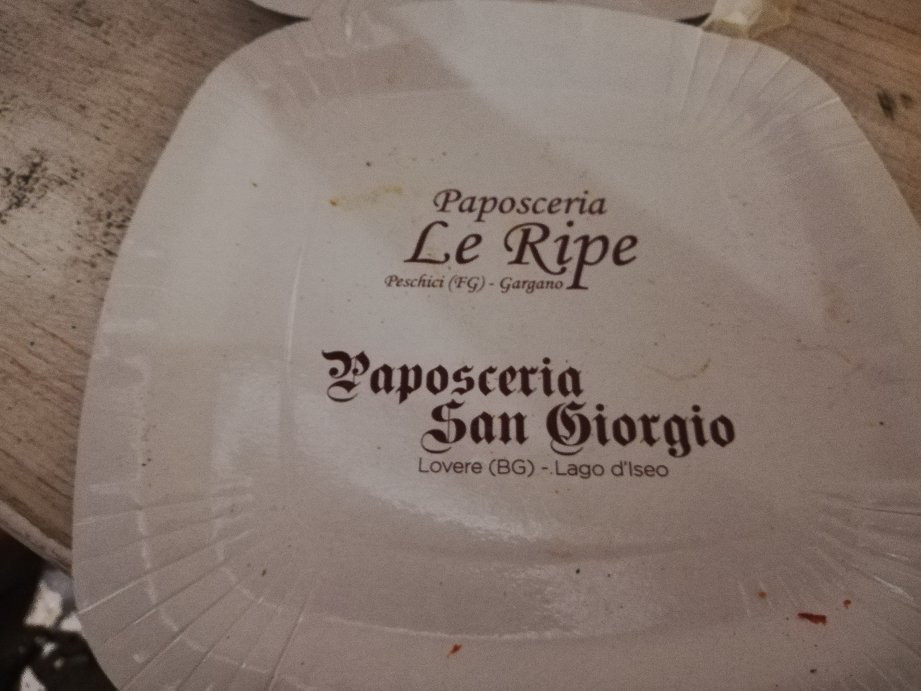 Paposceria
Le Ripe
Peschici (FG) - Gargano
Paposceria
San Giorgio
Lovere (BG) - Lago d'Iseo